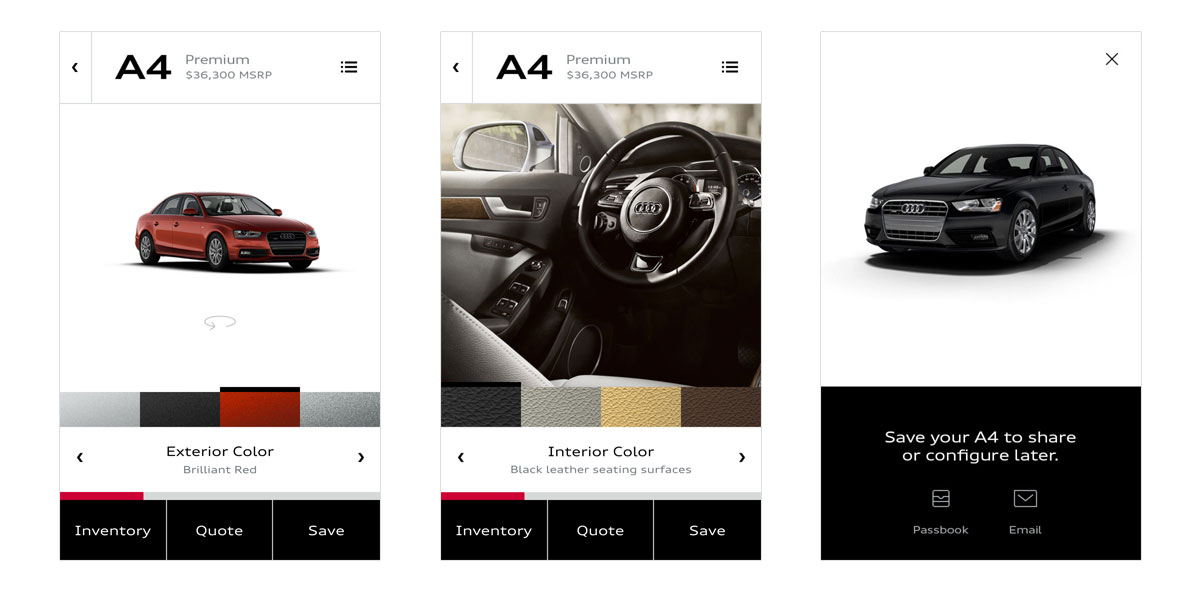 A4
Premium
$36,300 MSRP
Exterior Color
Brilliant Red
Inventory
Quote
Save
A4
Premium
$36,300 MSRP
Interior Color
Black leather seating surfaces
Inventory
Quote
Save
Save your A4 to share
or configure later.
Passbook
Email